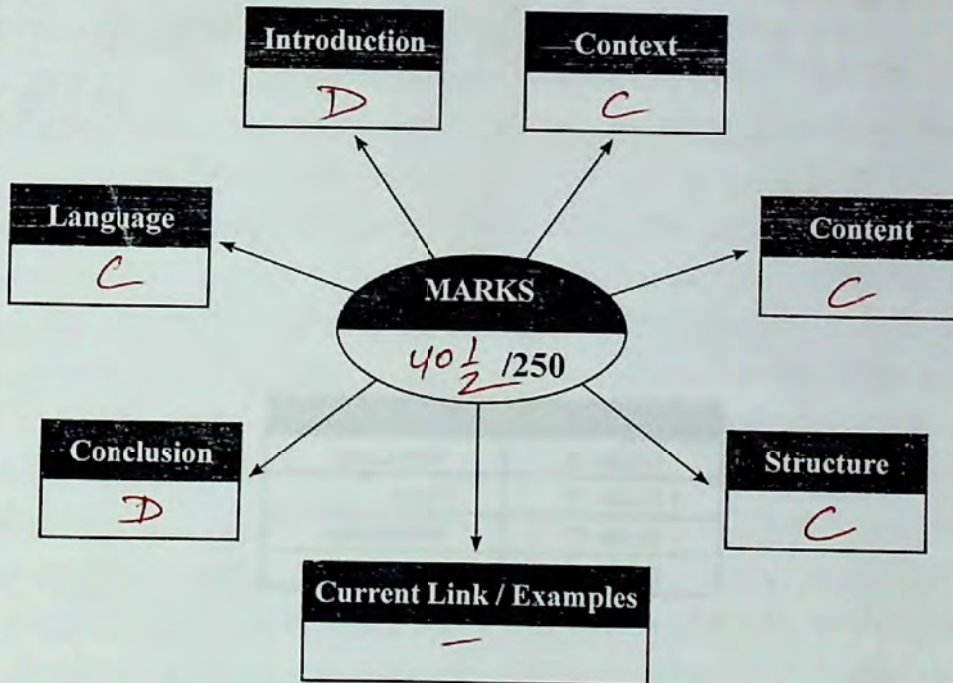 Introduction
D
Context
C
Language
C
Content
C
MARKS
40 1/2 /250
Conclusion
D
Structure
C
Current Link / Examples
–